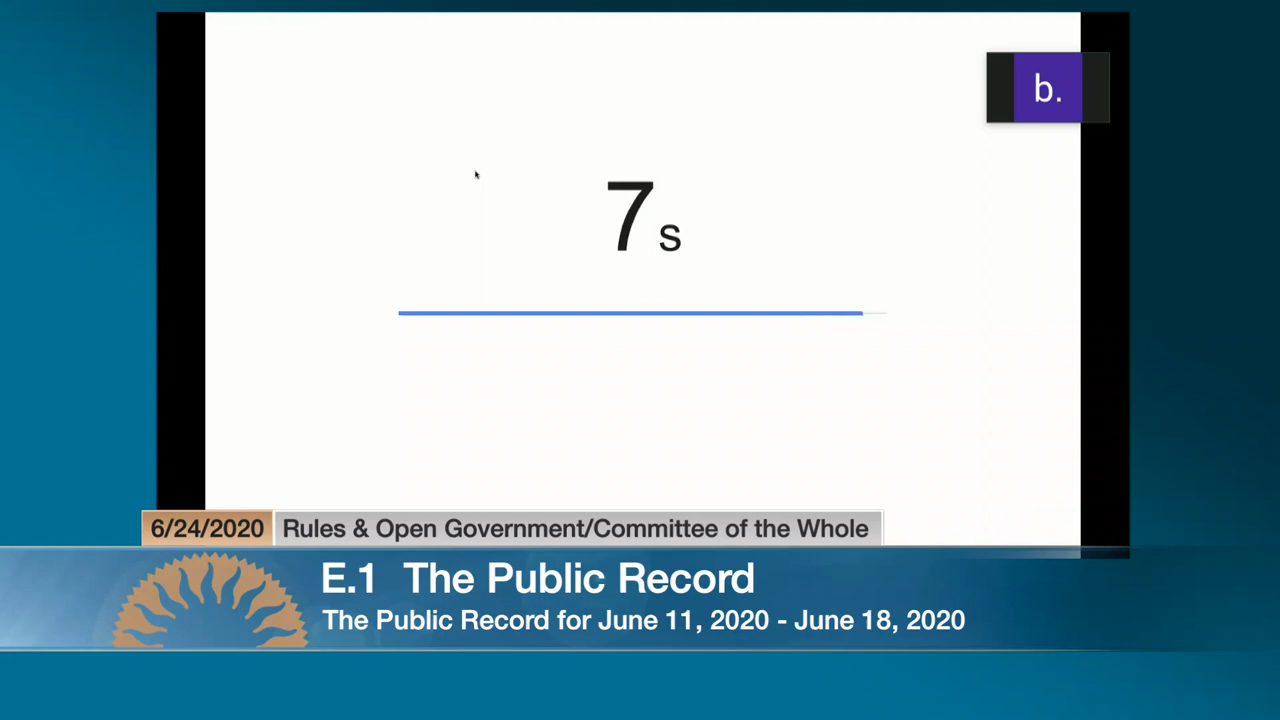 b.
7 s
6/24/2020 Rules & Open Government/Committee of the Whole
E.1 The Public Record
The Public Record for June 11, 2020 - June 18, 2020